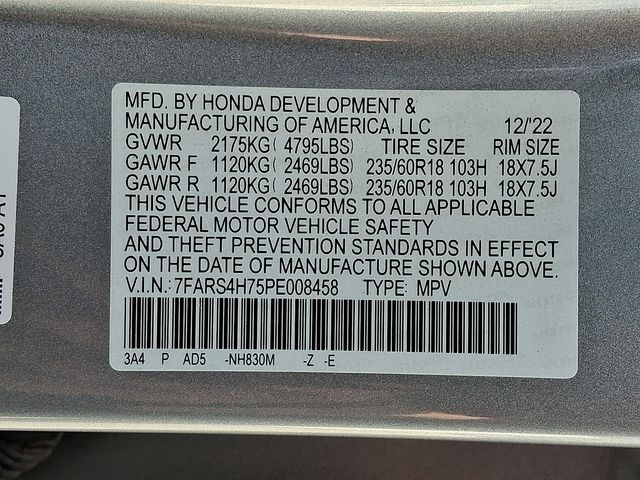 MFD. BY HONDA DEVELOPMENT &
MANUFACTURING OF AMERICA, LLC 12/'22
GVWR 2175KG( 4795LBS) TIRE SIZE RIM SIZE
GAWR F 1120KG( 2469LBS) 235/60R18 103H 18X7.5J
GAWR R 1120KG( 2469LBS) 235/60R18 103H 18X7.5J
THIS VEHICLE CONFORMS TO ALL APPLICABLE
FEDERAL MOTOR VEHICLE SAFETY
AND THEFT PREVENTION STANDARDS IN EFFECT
ON THE DATE OF MANUFACTURE SHOWN ABOVE.
V.I.N.: 7FARS4H75PE008458 TYPE: MPV
3A4 P AD5 -NH830M -Z -E